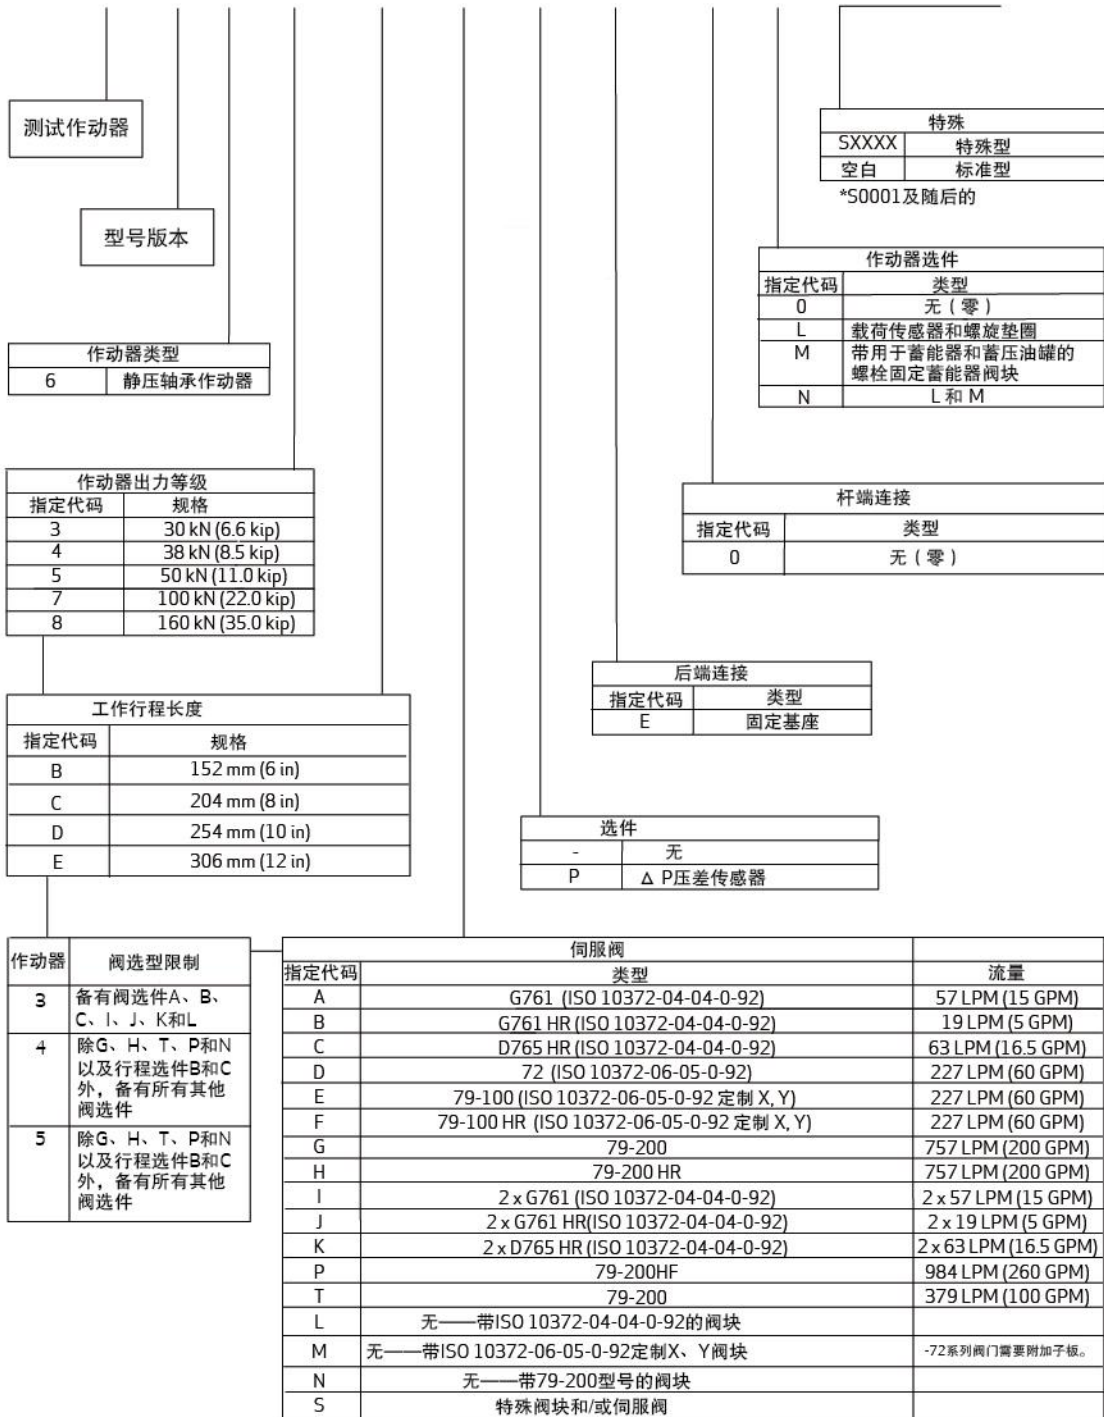 测试作动器
型号版本
特殊
SXXXX 特殊型
空白 标准型
*S0001及随后的
作动器选件
指定代码 类型
0 无（零）
L 载荷传感器和螺旋垫圈
M 带用于蓄能器和蓄压油罐的
螺栓固定蓄能器阀块
N L 和 M
作动器类型
6 静压轴承作动器
作动器出力等级
指定代码 规格
3 30 kN (6.6 kip)
4 38 kN (8.5 kip)
5 50 kN (11.0 kip)
7 100 kN (22.0 kip)
8 160 kN (35.0 kip)
杆端连接
指定代码 类型
0 无（零）
后端连接
指定代码 类型
E 固定基座
工作行程长度
指定代码 规格
B 152 mm (6 in)
C 204 mm (8 in)
D 254 mm (10 in)
E 306 mm (12 in)
选件
- 无
P Δ P压差传感器
作动器 阀选型限制
3 备有阀选件A、B、
C、I、J、K和L
4 除G、H、T、P和N
以及行程选件B和C
外，备有所有其他
阀选件
5 除G、H、T、P和N
以及行程选件B和C
外，备有所有其他
阀选件
伺服阀
指定代码 类型 流量
A G761 (ISO 10372-04-04-0-92) 57 LPM (15 GPM)
B G761 HR (ISO 10372-04-04-0-92) 19 LPM (5 GPM)
C D765 HR (ISO 10372-04-04-0-92) 63 LPM (16.5 GPM)
D 72 (ISO 10372-06-05-0-92) 227 LPM (60 GPM)
E 79-100 (ISO 10372-06-05-0-92 定制 X, Y) 227 LPM (60 GPM)
F 79-100 HR (ISO 10372-06-05-0-92 定制 X, Y) 227 LPM (60 GPM)
G 79-200 757 LPM (200 GPM)
H 79-200 HR 757 LPM (200 GPM)
I 2 x G761 (ISO 10372-04-04-0-92) 2 x 57 LPM (15 GPM)
J 2 x G761 HR(ISO 10372-04-04-0-92) 2 x 19 LPM (5 GPM)
K 2 x D765 HR (ISO 10372-04-04-0-92) 2 x 63 LPM (16.5 GPM)
P 79-200HF 984 LPM (260 GPM)
T 79-200 379 LPM (100 GPM)
L 无——带ISO 10372-04-04-0-92的阀块
M 无——带ISO 10372-06-05-0-92定制X、Y阀块 -72系列阀门需要附加子板。
N 无——带79-200型号的阀块
S 特殊阀块和/或伺服阀